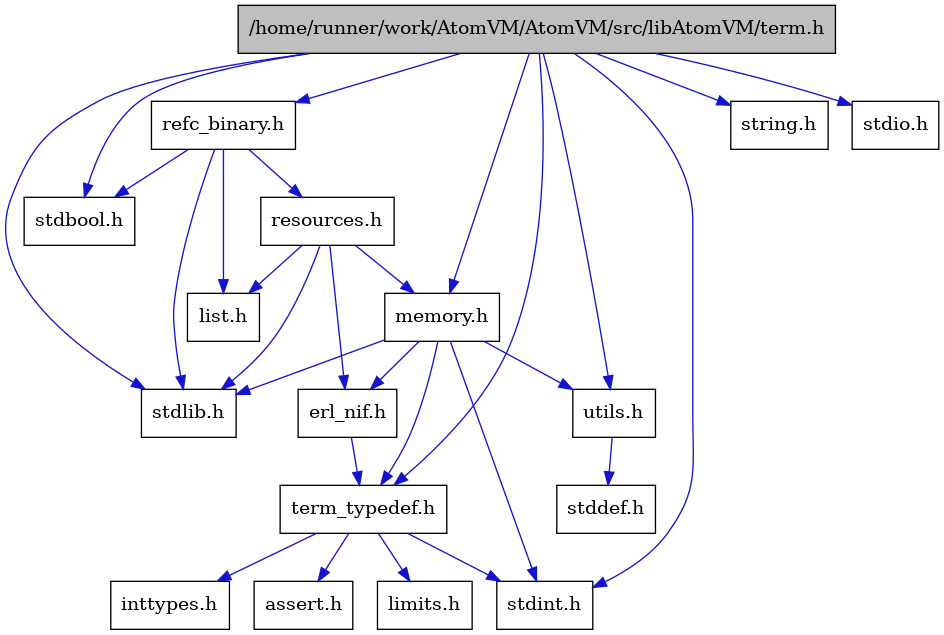 /home/runner/work/AtomVM/AtomVM/src/libAtomVM/term.h
refc_binary.h
string.h
stdio.h
stdbool.h
resources.h
list.h
memory.h
stdlib.h
erl_nif.h
utils.h
term_typedef.h
stddef.h
inttypes.h
assert.h
limits.h
stdint.h